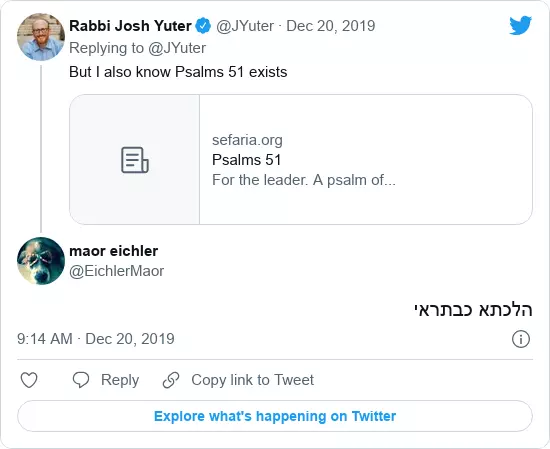 Rabbi Josh Yuter @JYuter · Dec 20, 2019
Replying to @JYuter
But I also know Psalms 51 exists
sefaria.org
Psalms 51
For the leader. A psalm of...
maor eichler
@EichlerMaor
הלכתא כבתראי
9:14 AM · Dec 20, 2019
Reply
Copy link to Tweet
Explore what's happening on Twitter